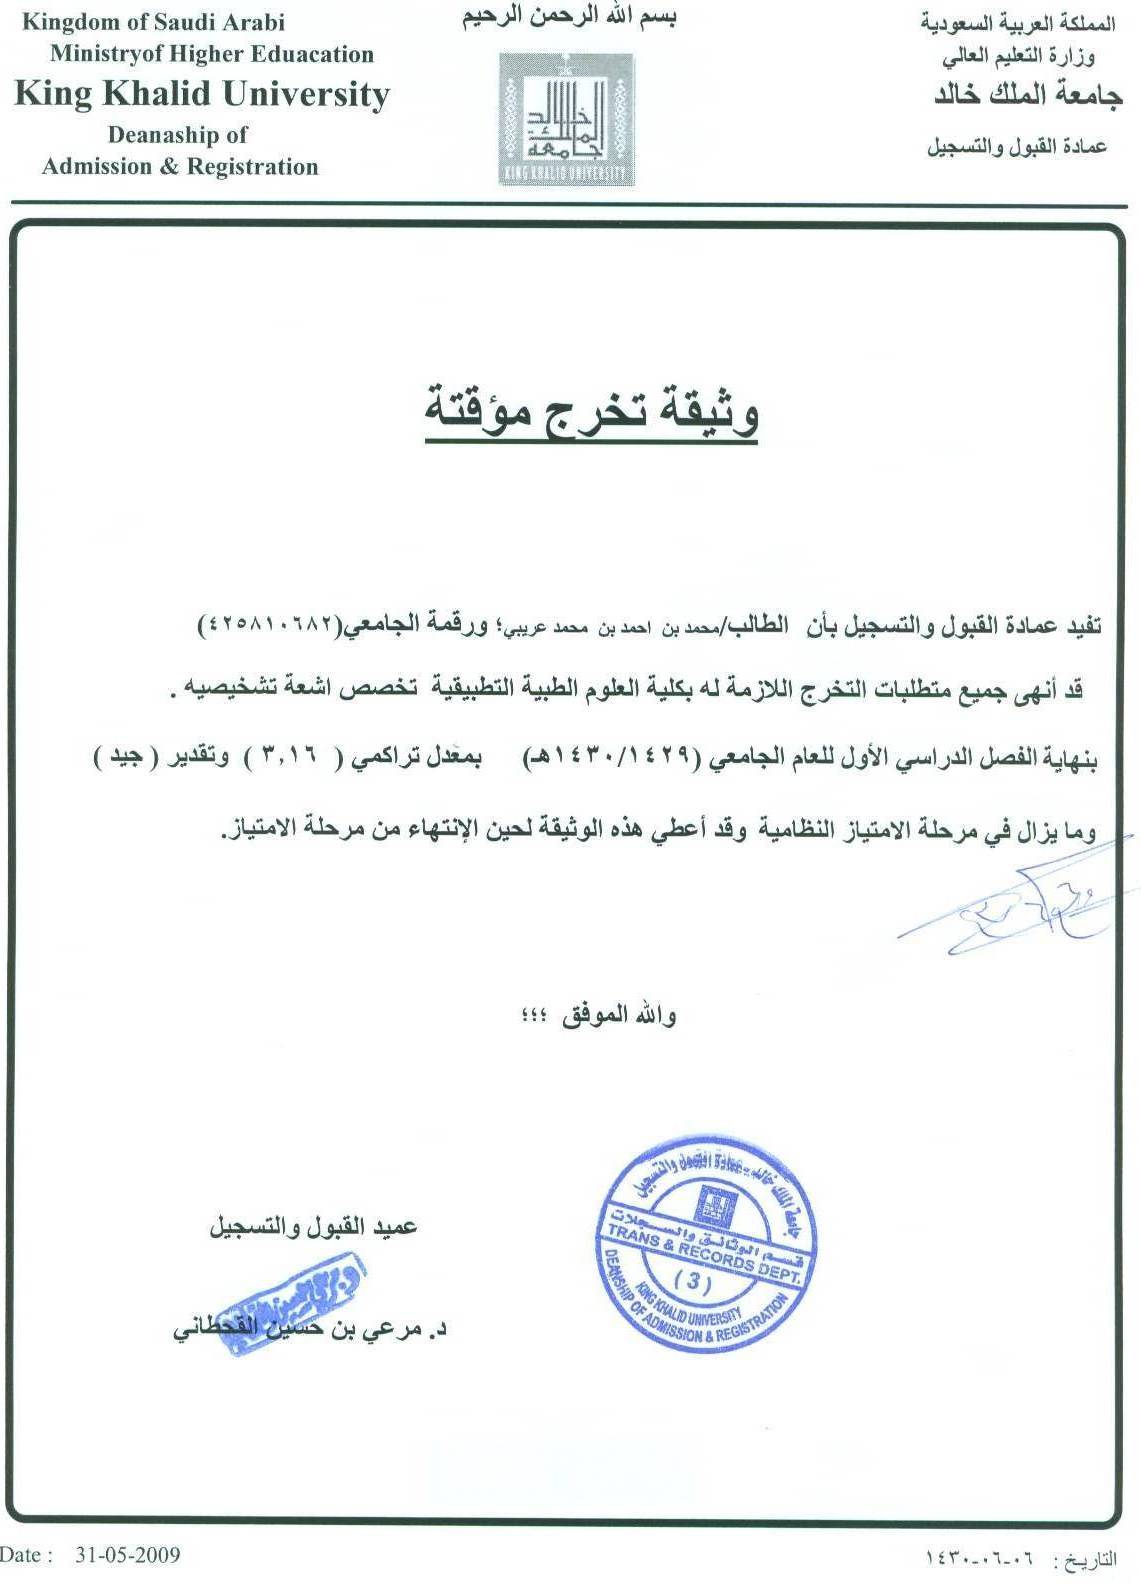 بسم الله الرحمن الرحيم
Kingdom of Saudi Arabi
Ministryof Higher Eduacation
King Khalid University
Deanaship of
Admission & Registration
المملكة العربية السعودية
وزارة التعليم العالي
جامعة الملك خالد
عمادة القبول والتسجيل
جامعة الملك خالد
KING KHALID UNIVERSITY
وثيقة تخرج مؤقتة
تفيد عمادة القبول والتسجيل بأن الطالب/محمد بن احمد بن محمد عريبي؛ ورقمة الجامعي(٤٢٥٨١٠٦٨٢)
قد أنهى جميع متطلبات التخرج اللازمة له بكلية العلوم الطبية التطبيقية تخصص اشعة تشخيصيه .
بنهاية الفصل الدراسي الأول للعام الجامعي (١٤٣٠/١٤٢٩هـ) بمعدل تراكمي ( ٣,١٦ ) وتقدير ( جيد )
وما يزال في مرحلة الامتياز النظامية وقد أعطي هذه الوثيقة لحين الإنتهاء من مرحلة الامتياز.
والله الموفق ؛؛؛
جامعة الملك خالد - عمادة القبول والتسجيل
قسم الوثائق والسجلات
TRANS & RECORDS DEPT.
(3)
KING KHALID UNIVERSITY
DEANSHIP OF ADMISSION & REGISTRATION
عميد القبول والتسجيل
د. مرعي بن حسين القحطاني
Date : 31-05-2009
التاريخ : ٠٦-٠٦-١٤٣٠